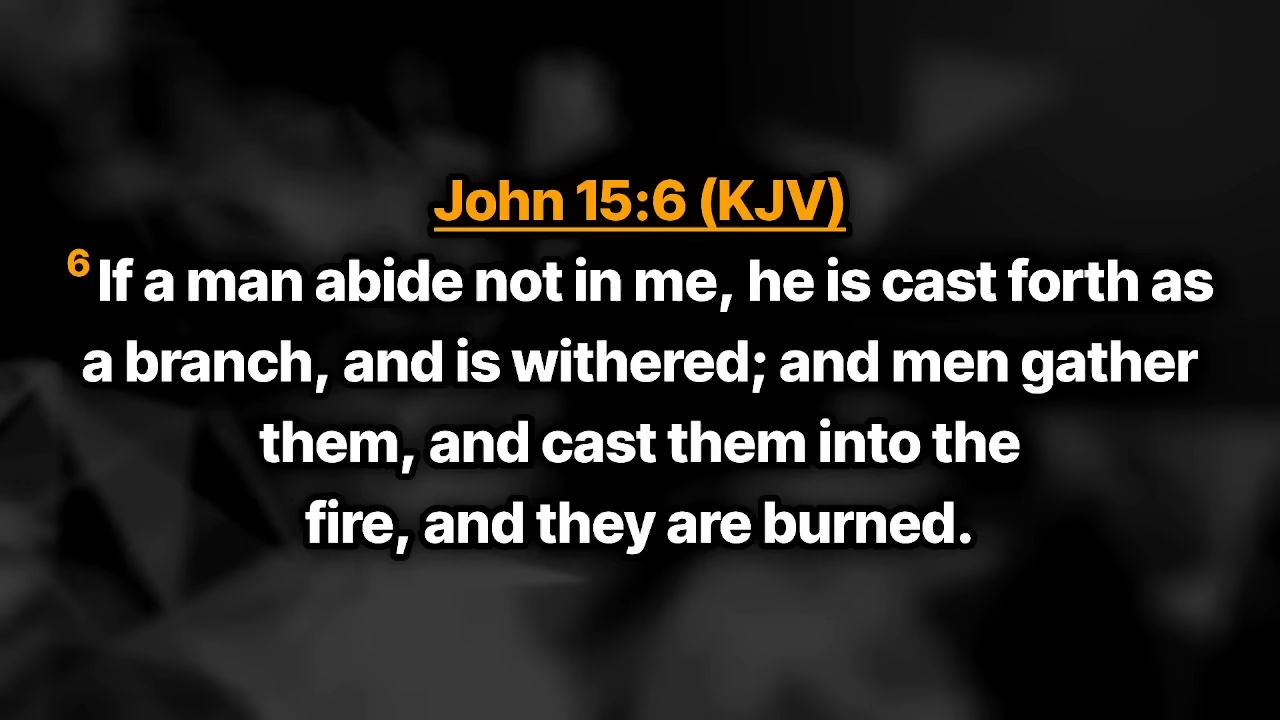 John 15:6 (KJV)
6 If a man abide not in me, he is cast forth as
a branch, and is withered; and men gather
them, and cast them into the
fire, and they are burned.